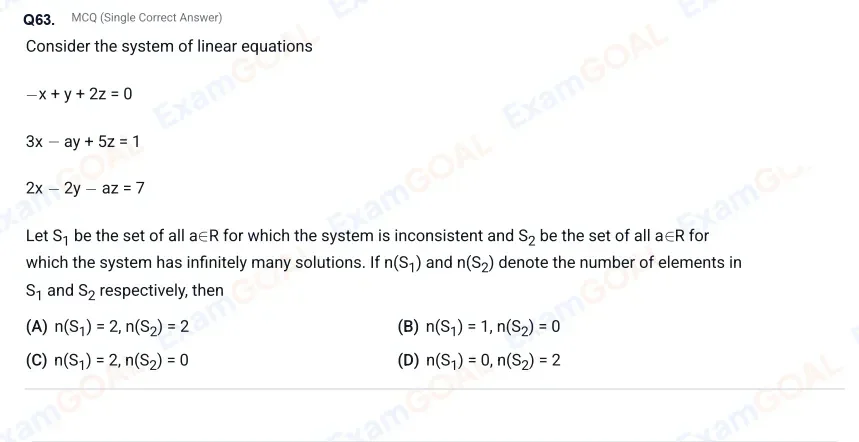 Q63. MCQ (Single Correct Answer)
Consider the system of linear equations
−x + y + 2z = 0
3x − ay + 5z = 1
2x − 2y − az = 7
Let S₁ be the set of all a∈R for which the system is inconsistent and S₂ be the set of all a∈R for
which the system has infinitely many solutions. If n(S₁) and n(S₂) denote the number of elements in
S₁ and S₂ respectively, then
(A) n(S₁) = 2, n(S₂) = 2 (B) n(S₁) = 1, n(S₂) = 0
(C) n(S₁) = 2, n(S₂) = 0 (D) n(S₁) = 0, n(S₂) = 2
ExamGOAL